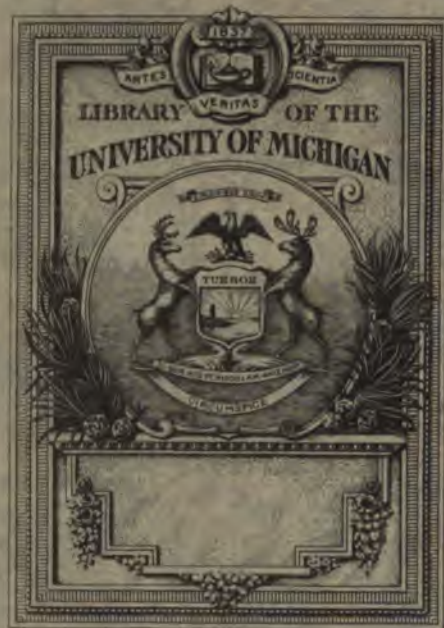 1837
ARTES SCIENTIA
VERITAS
LIBRARY OF THE
UNIVERSITY OF MICHIGAN
TUEBOR
CIRCUMSPICE